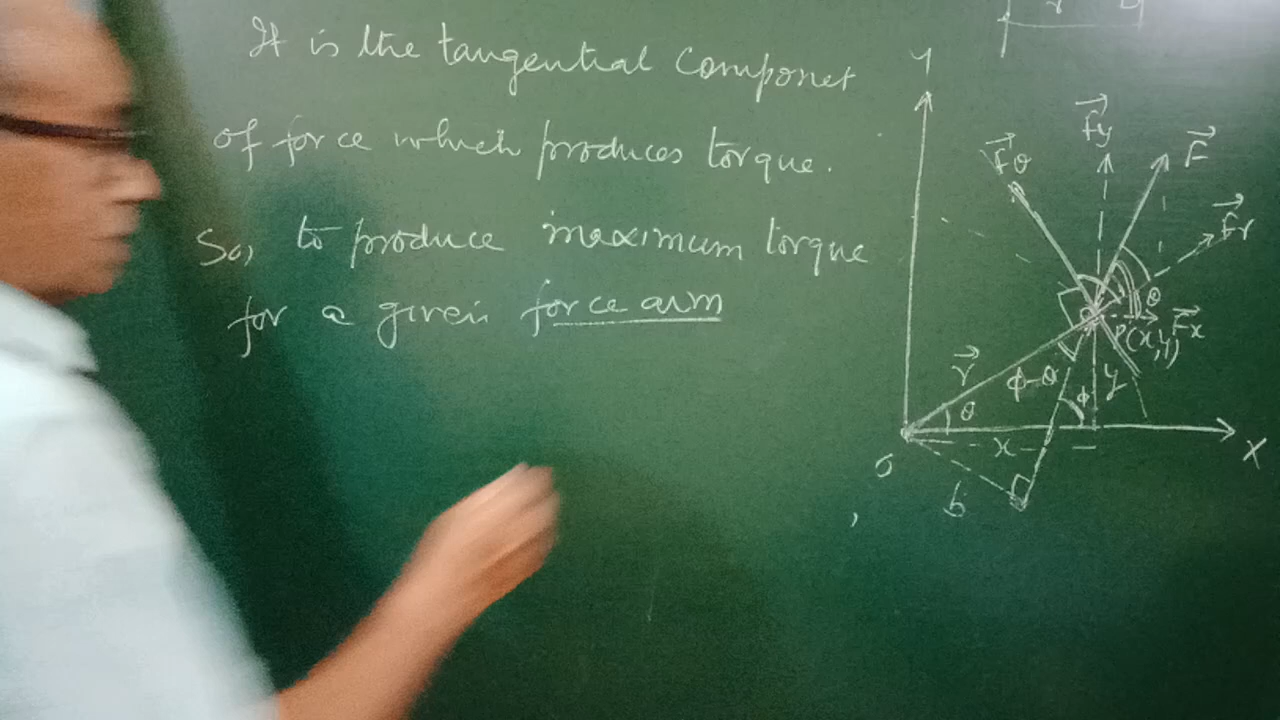 It is the tangential Componet
of force which produces torque.
So, to produce maximum torque
for a given force arm
Y
Fy
F
Fθ
Fr
θ
Fx
P(x,y)
r
φ-θ
y
θ
φ
x
X
o
b